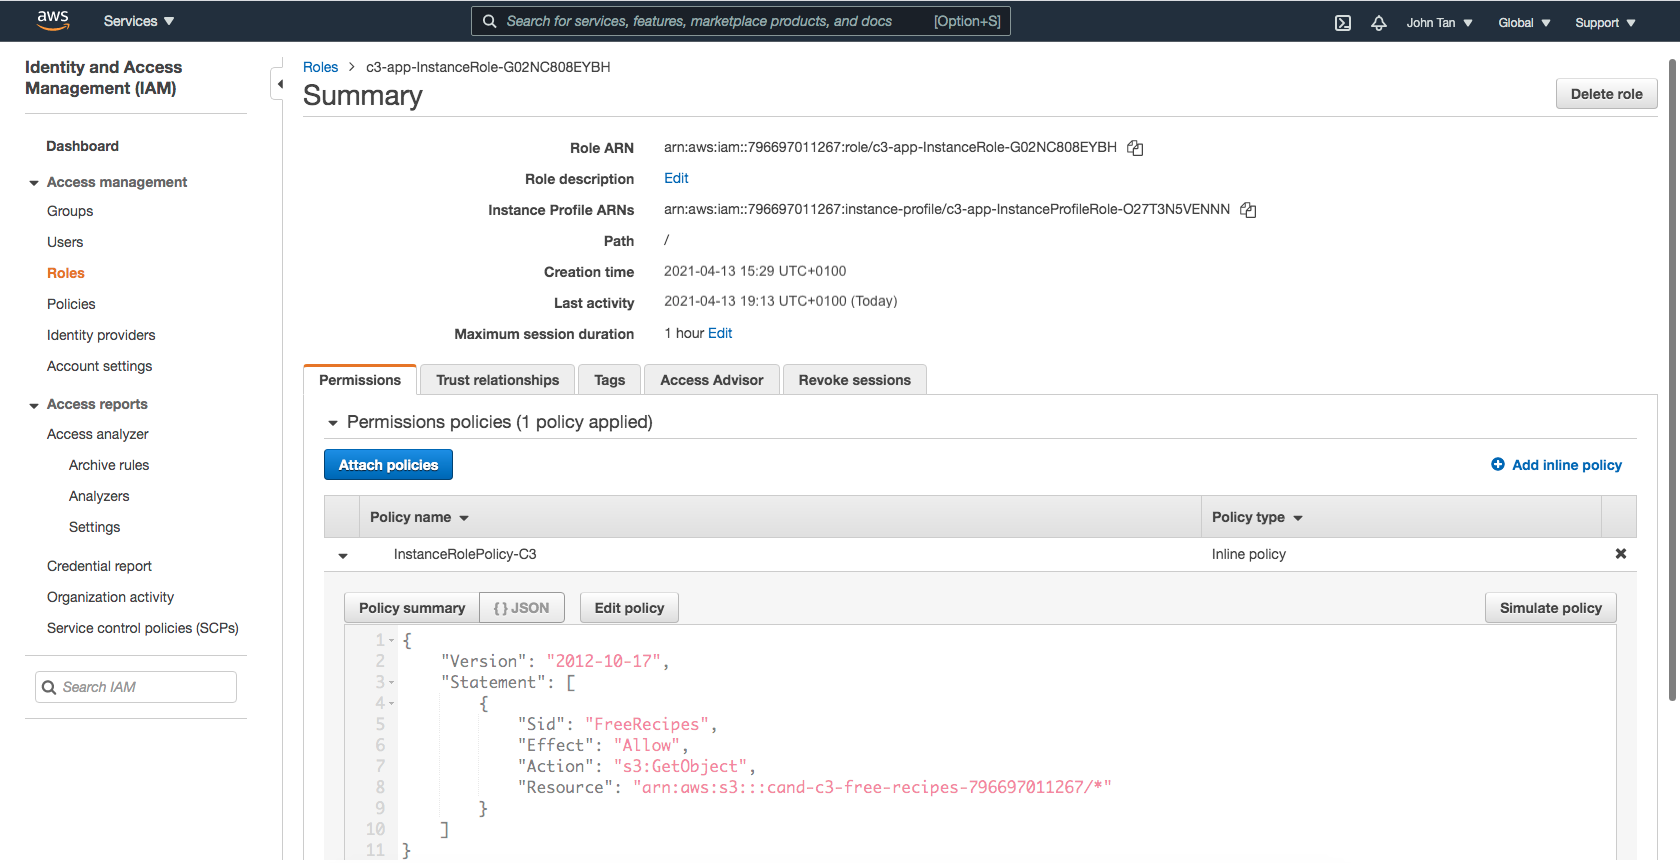 aws Services Search for services, features, marketplace products, and docs [Option+S] John Tan Global Support
Identity and Access
Management (IAM)
Dashboard
Access management
Groups
Users
Roles
Policies
Identity providers
Account settings
Access reports
Access analyzer
Archive rules
Analyzers
Settings
Credential report
Organization activity
Service control policies (SCPs)
Search IAM
Roles > c3-app-InstanceRole-G02NC808EYBH
Summary
Delete role
Role ARN arn:aws:iam::796697011267:role/c3-app-InstanceRole-G02NC808EYBH
Role description Edit
Instance Profile ARNs arn:aws:iam::796697011267:instance-profile/c3-app-InstanceProfileRole-O27T3N5VENNN
Path /
Creation time 2021-04-13 15:29 UTC+0100
Last activity 2021-04-13 19:13 UTC+0100 (Today)
Maximum session duration 1 hour Edit
Permissions Trust relationships Tags Access Advisor Revoke sessions
Permissions policies (1 policy applied)
Attach policies Add inline policy
Policy name Policy type
InstanceRolePolicy-C3 Inline policy
Policy summary { } JSON Edit policy Simulate policy
1 {
2 "Version": "2012-10-17",
3 "Statement": [
4 {
5 "Sid": "FreeRecipes",
6 "Effect": "Allow",
7 "Action": "s3:GetObject",
8 "Resource": "arn:aws:s3:::cand-c3-free-recipes-796697011267/*"
9 }
10 ]
11 }